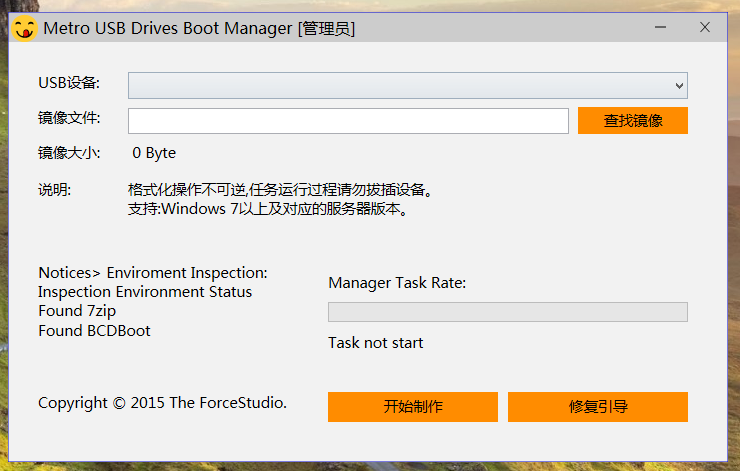 Metro USB Drives Boot Manager [管理员]
USB设备:
镜像文件:
查找镜像
镜像大小: 0 Byte
说明: 格式化操作不可逆,任务运行过程请勿拔插设备。
支持:Windows 7以上及对应的服务器版本。
Notices> Enviroment Inspection:
Inspection Environment Status
Found 7zip
Found BCDBoot
Manager Task Rate:
Task not start
Copyright © 2015 The ForceStudio.
开始制作
修复引导